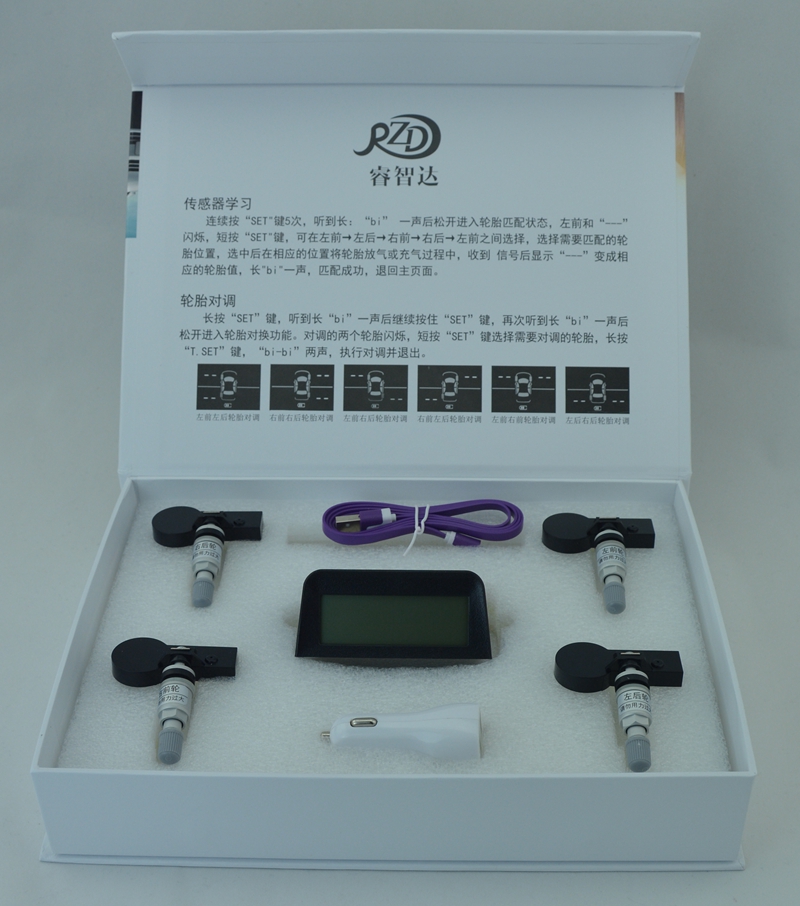 RZD
睿智达
传感器学习
连续按“SET"键5次，听到长：“bi” 一声后松开进入轮胎匹配状态，左前和“---”
闪烁，短按“SET"键，可在左前→左后→右前→右后→左前之间选择，选择需要匹配的轮
胎位置，选中后在相应的位置将轮胎放气或充气过程中，收到 信号后显示“---”变成相
应的轮胎值，长"bi"一声，匹配成功，退回主页面。
轮胎对调
长按“SET”键，听到长“bi”一声后继续按住“SET”键，再次听到长“bi”一声后
松开进入轮胎对换功能。对调的两个轮胎闪烁，短按“SET”键选择需要对调的轮胎，长按
“T.SET”键，“bi-bi”两声，执行对调并退出。
左前左后轮胎对调 右前右后轮胎对调 左前右后轮胎对调 右前左后轮胎对调 左前右前轮胎对调 左后右后轮胎对调
右后轮
左前轮
前轮
左后轮
请勿用力过